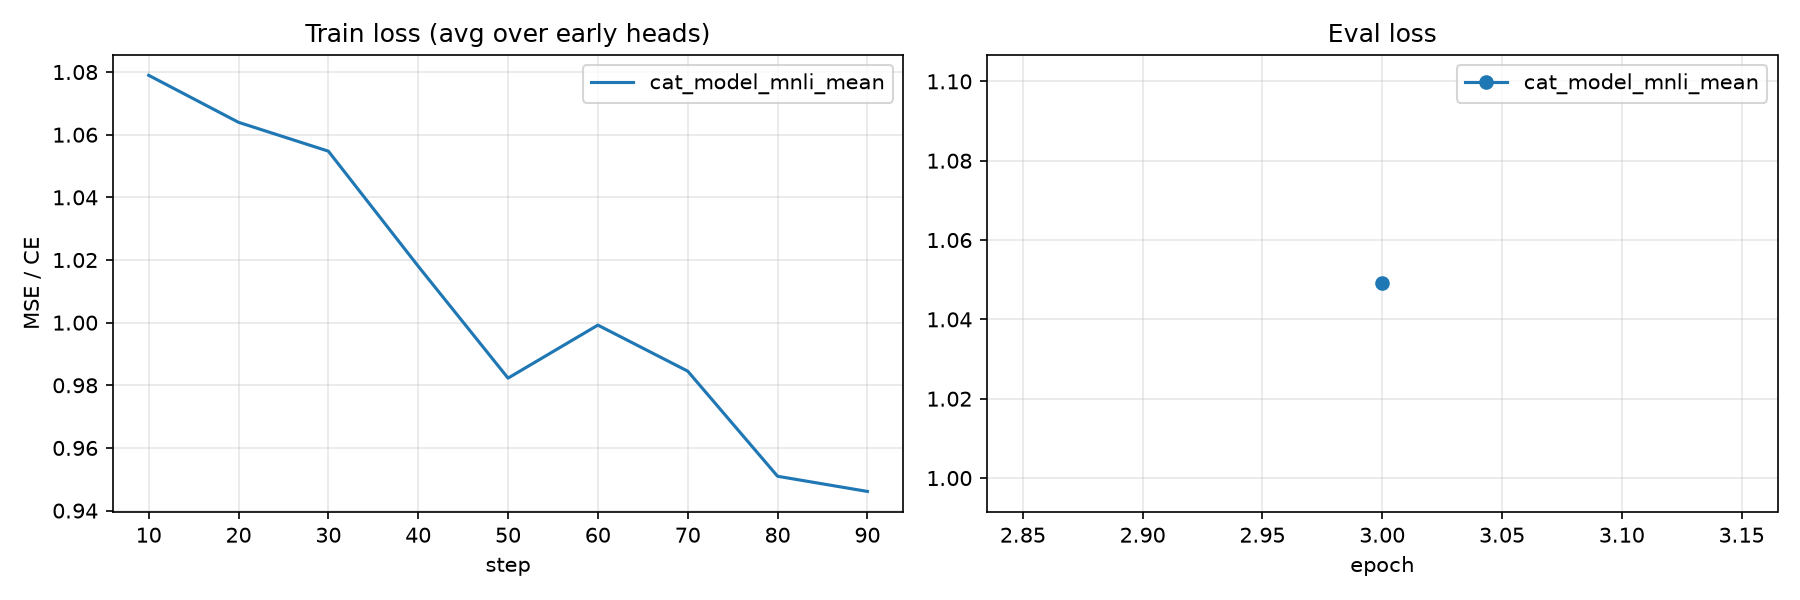 Train loss (avg over early heads)
cat_model_mnli_mean
MSE / CE
1.08
1.06
1.04
1.02
1.00
0.98
0.96
0.94
10 20 30 40 50 60 70 80 90
step
Eval loss
cat_model_mnli_mean
1.10
1.08
1.06
1.04
1.02
1.00
2.85 2.90 2.95 3.00 3.05 3.10 3.15
epoch